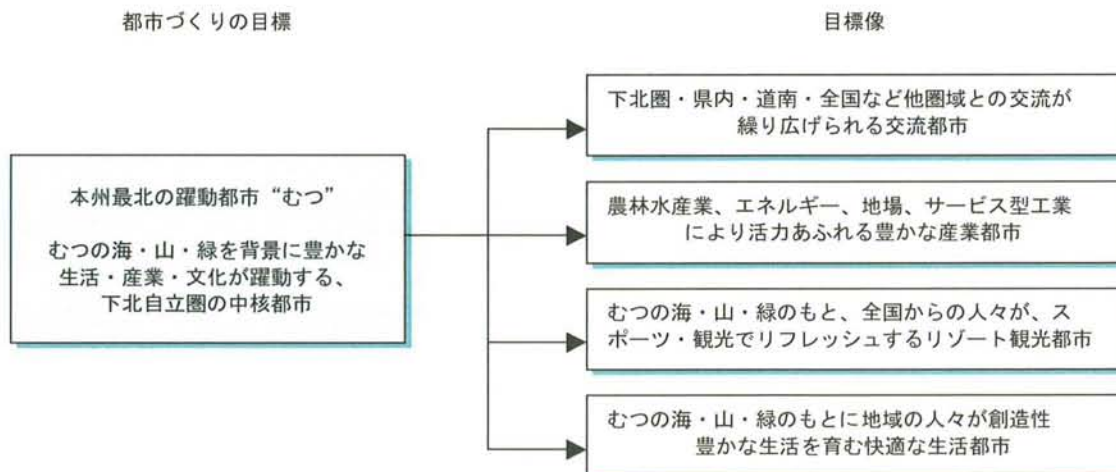 都市づくりの目標
目標像
本州最北の躍動都市 “むつ”
むつの海・山・緑を背景に豊かな
生活・産業・文化が躍動する、
下北自立圏の中核都市
下北圏・県内・道南・全国など他圏域との交流が
繰り広げられる交流都市
農林水産業、エネルギー、地場、サービス型工業
により活力あふれる豊かな産業都市
むつの海・山・緑のもと、全国からの人々が、ス
ポーツ・観光でリフレッシュするリゾート観光都市
むつの海・山・緑のもとに地域の人々が創造性
豊かな生活を育む快適な生活都市